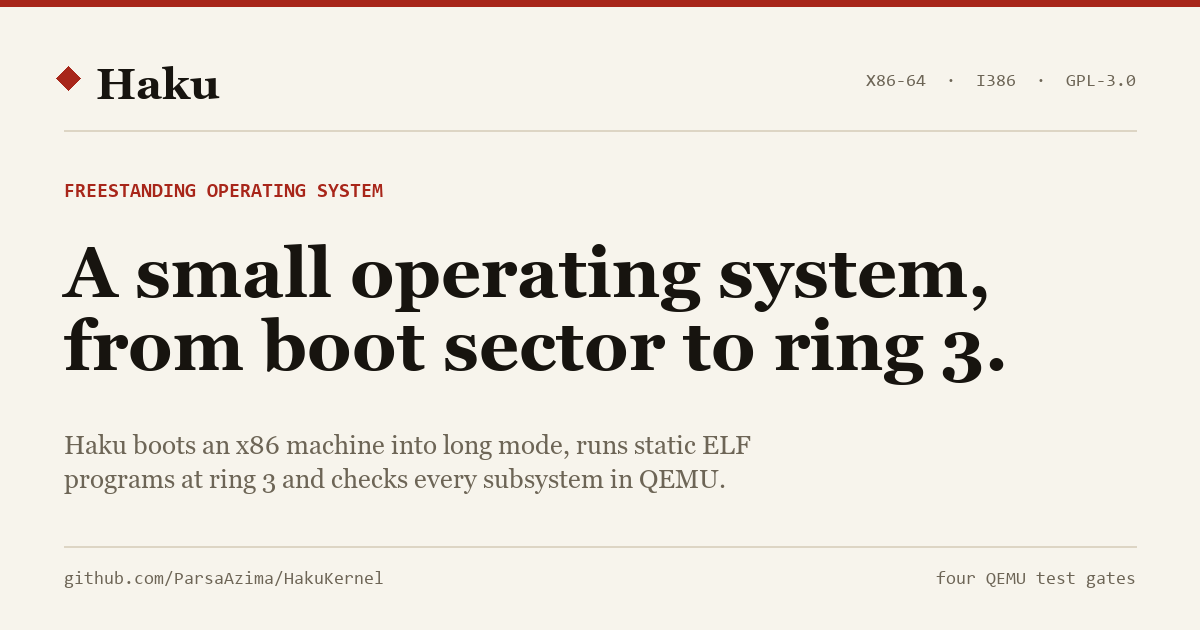 Haku
X86-64 · I386 · GPL-3.0
FREESTANDING OPERATING SYSTEM
A small operating system,
from boot sector to ring 3.
Haku boots an x86 machine into long mode, runs static ELF
programs at ring 3 and checks every subsystem in QEMU.
github.com/ParsaAzima/HakuKernel
four QEMU test gates